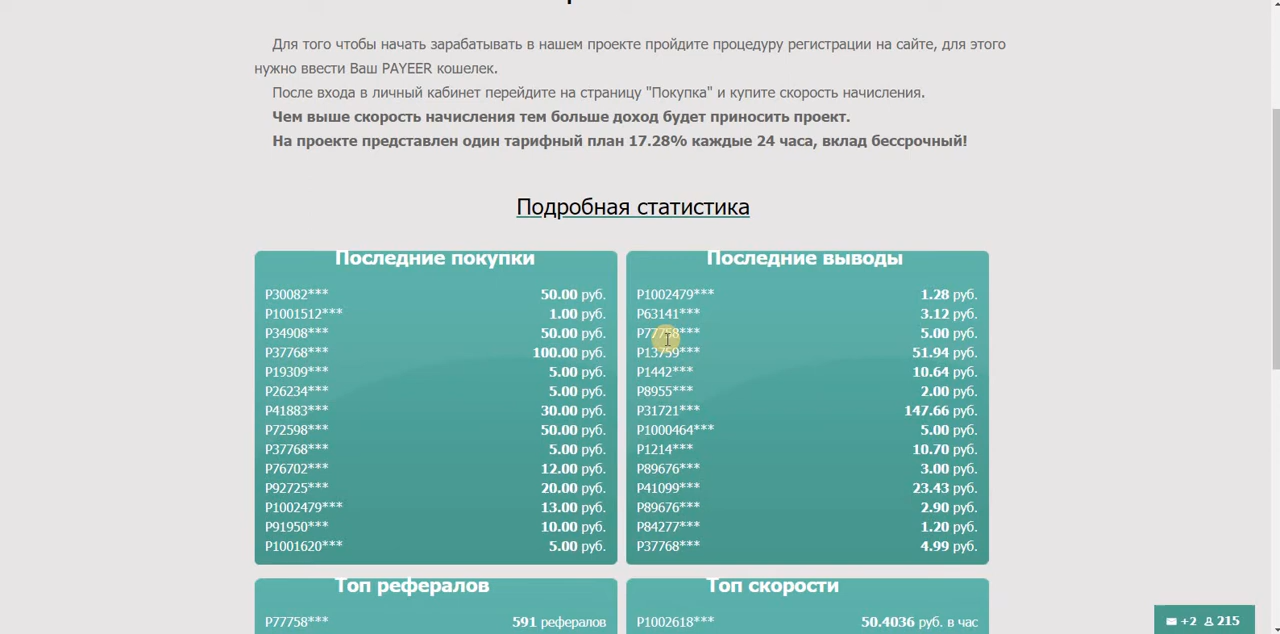 Для того чтобы начать зарабатывать в нашем проекте пройдите процедуру регистрации на сайте, для этого
нужно ввести Ваш PAYEER кошелек.
После входа в личный кабинет перейдите на страницу "Покупка" и купите скорость начисления.
Чем выше скорость начисления тем больше доход будет приносить проект.
На проекте представлен один тарифный план 17.28% каждые 24 часа, вклад бессрочный!
Подробная статистика
Последние покупки
P30082*** 50.00 руб.
P1001512*** 1.00 руб.
P34908*** 50.00 руб.
P37768*** 100.00 руб.
P19309*** 5.00 руб.
P26234*** 5.00 руб.
P41883*** 30.00 руб.
P72598*** 50.00 руб.
P37768*** 5.00 руб.
P76702*** 12.00 руб.
P92725*** 20.00 руб.
P1002479*** 13.00 руб.
P91950*** 10.00 руб.
P1001620*** 5.00 руб.
Последние выводы
P1002479*** 1.28 руб.
P63141*** 3.12 руб.
P77758*** 5.00 руб.
P13759*** 51.94 руб.
P1442*** 10.64 руб.
P8955*** 2.00 руб.
P31721*** 147.66 руб.
P1000464*** 5.00 руб.
P1214*** 10.70 руб.
P89676*** 3.00 руб.
P41099*** 23.43 руб.
P89676*** 2.90 руб.
P84277*** 1.20 руб.
P37768*** 4.99 руб.
Топ рефералов
P77758*** 591 рефералов
Топ скорости
P1002618*** 50.4036 руб. в час
+2 215